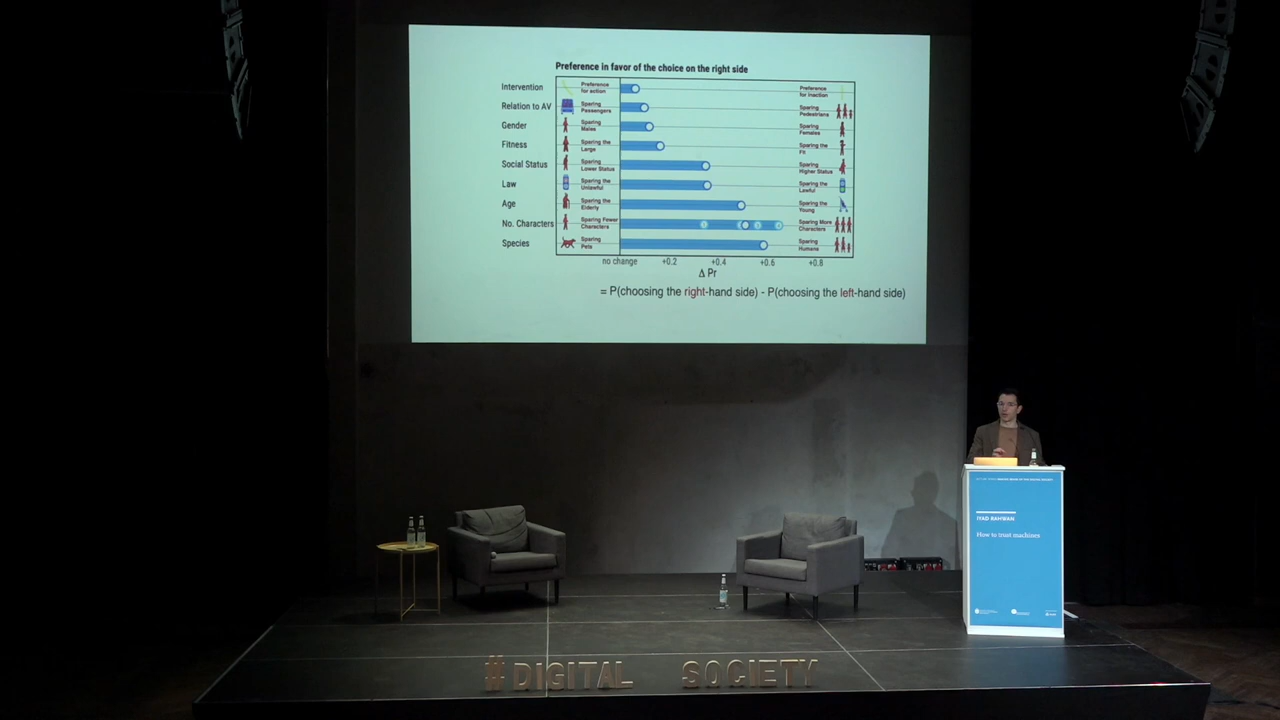 Preference in favor of the choice on the right side
Intervention
Preference
for action
Preference
for inaction
Relation to AV
Sparing
Passengers
Sparing
Pedestrians
Gender
Sparing
Males
Sparing
Females
Fitness
Sparing the
Large
Sparing the
Fit
Social Status
Sparing
Lower Status
Sparing
Higher Status
Law
Sparing the
Unlawful
Sparing the
Lawful
Age
Sparing the
Elderly
Sparing the
Young
No. Characters
Sparing Fewer
Characters
Sparing More
Characters
Species
Sparing
Pets
Sparing
Humans
no change
+0.2
+0.4
+0.6
+0.8
Δ Pr
= P(choosing the right-hand side) - P(choosing the left-hand side)
IYAD RAHWAN
How to trust machines
#DIGITAL SOCIETY